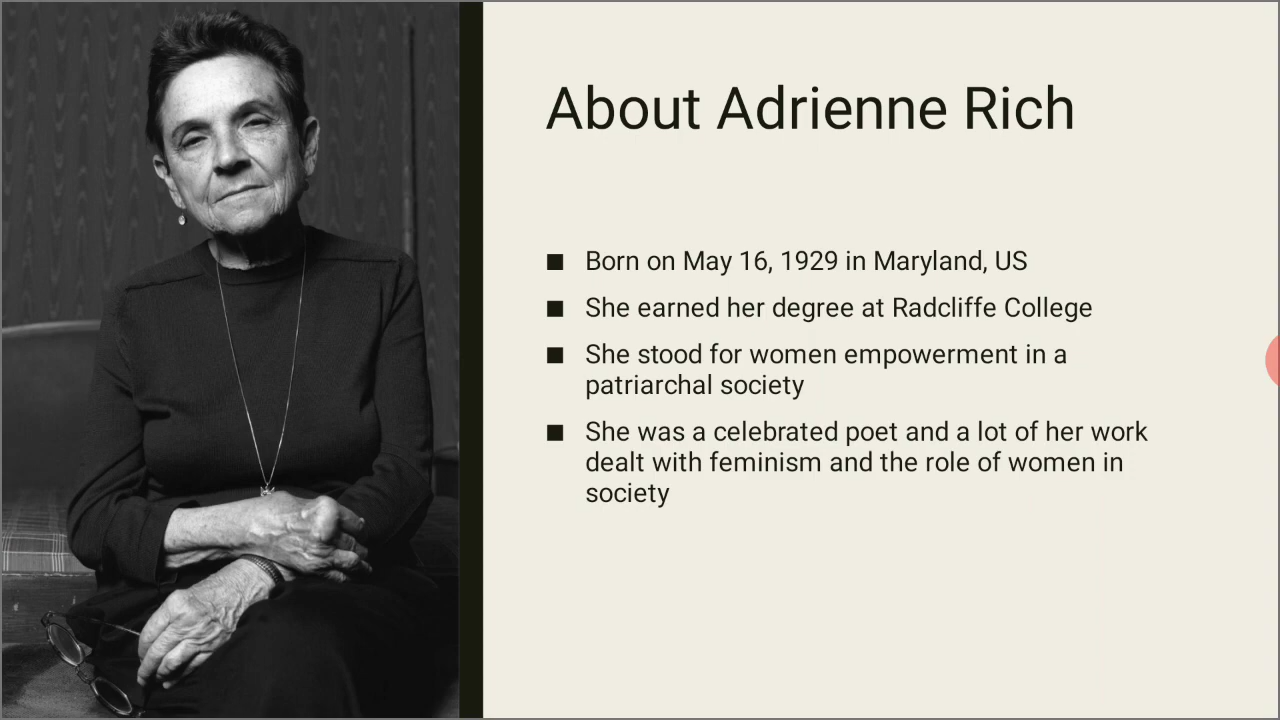 About Adrienne Rich
■ Born on May 16, 1929 in Maryland, US
■ She earned her degree at Radcliffe College
■ She stood for women empowerment in a
patriarchal society
■ She was a celebrated poet and a lot of her work
dealt with feminism and the role of women in
society